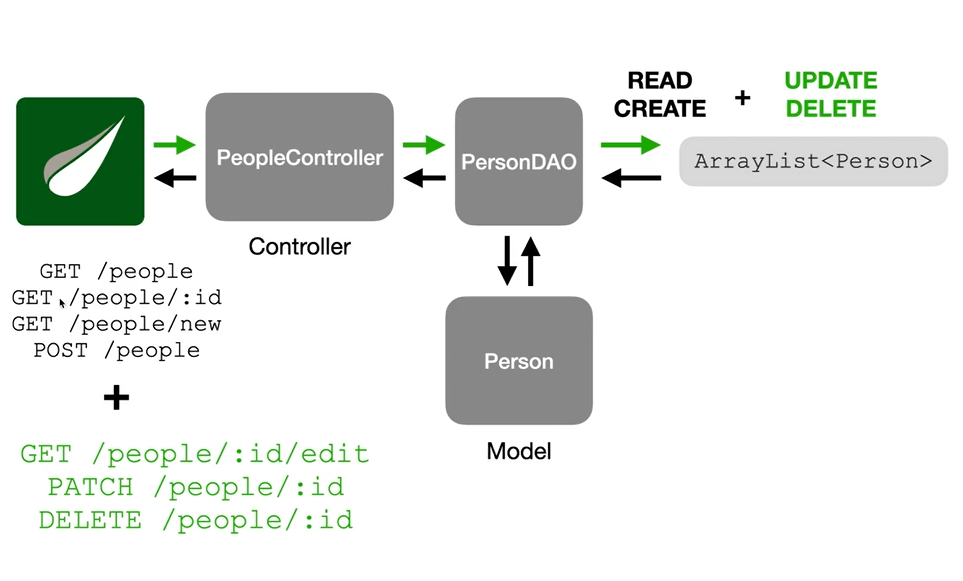 READ
CREATE
+
UPDATE
DELETE
PeopleController
PersonDAO
ArrayList<Person>
Controller
GET /people
GET /people/:id
GET /people/new
POST /people
+
Person
Model
GET /people/:id/edit
PATCH /people/:id
DELETE /people/:id